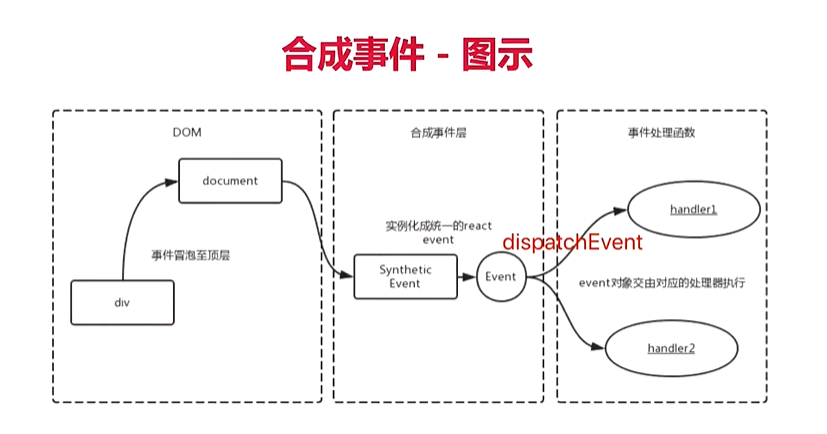 合成事件 - 图示
DOM
document
事件冒泡至顶层
div
合成事件层
实例化成统一的react
event
Synthetic
Event
Event
dispatchEvent
事件处理函数
handler1
event对象交由对应的处理器执行
handler2